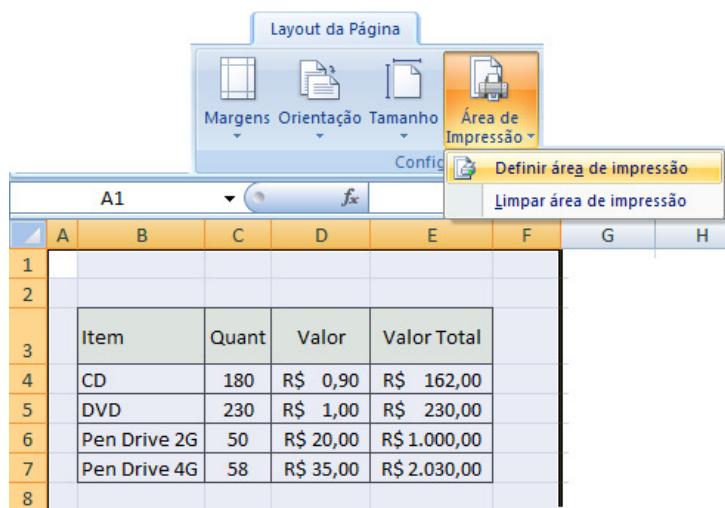 Layout da Página
Margens Orientação Tamanho Área de Impressão
Config
Definir área de impressão
Limpar área de impressão
A1 fx
A B C D E F G H
1
2
3 Item Quant Valor Valor Total
4 CD 180 R$ 0,90 R$ 162,00
5 DVD 230 R$ 1,00 R$ 230,00
6 Pen Drive 2G 50 R$ 20,00 R$ 1.000,00
7 Pen Drive 4G 58 R$ 35,00 R$ 2.030,00
8